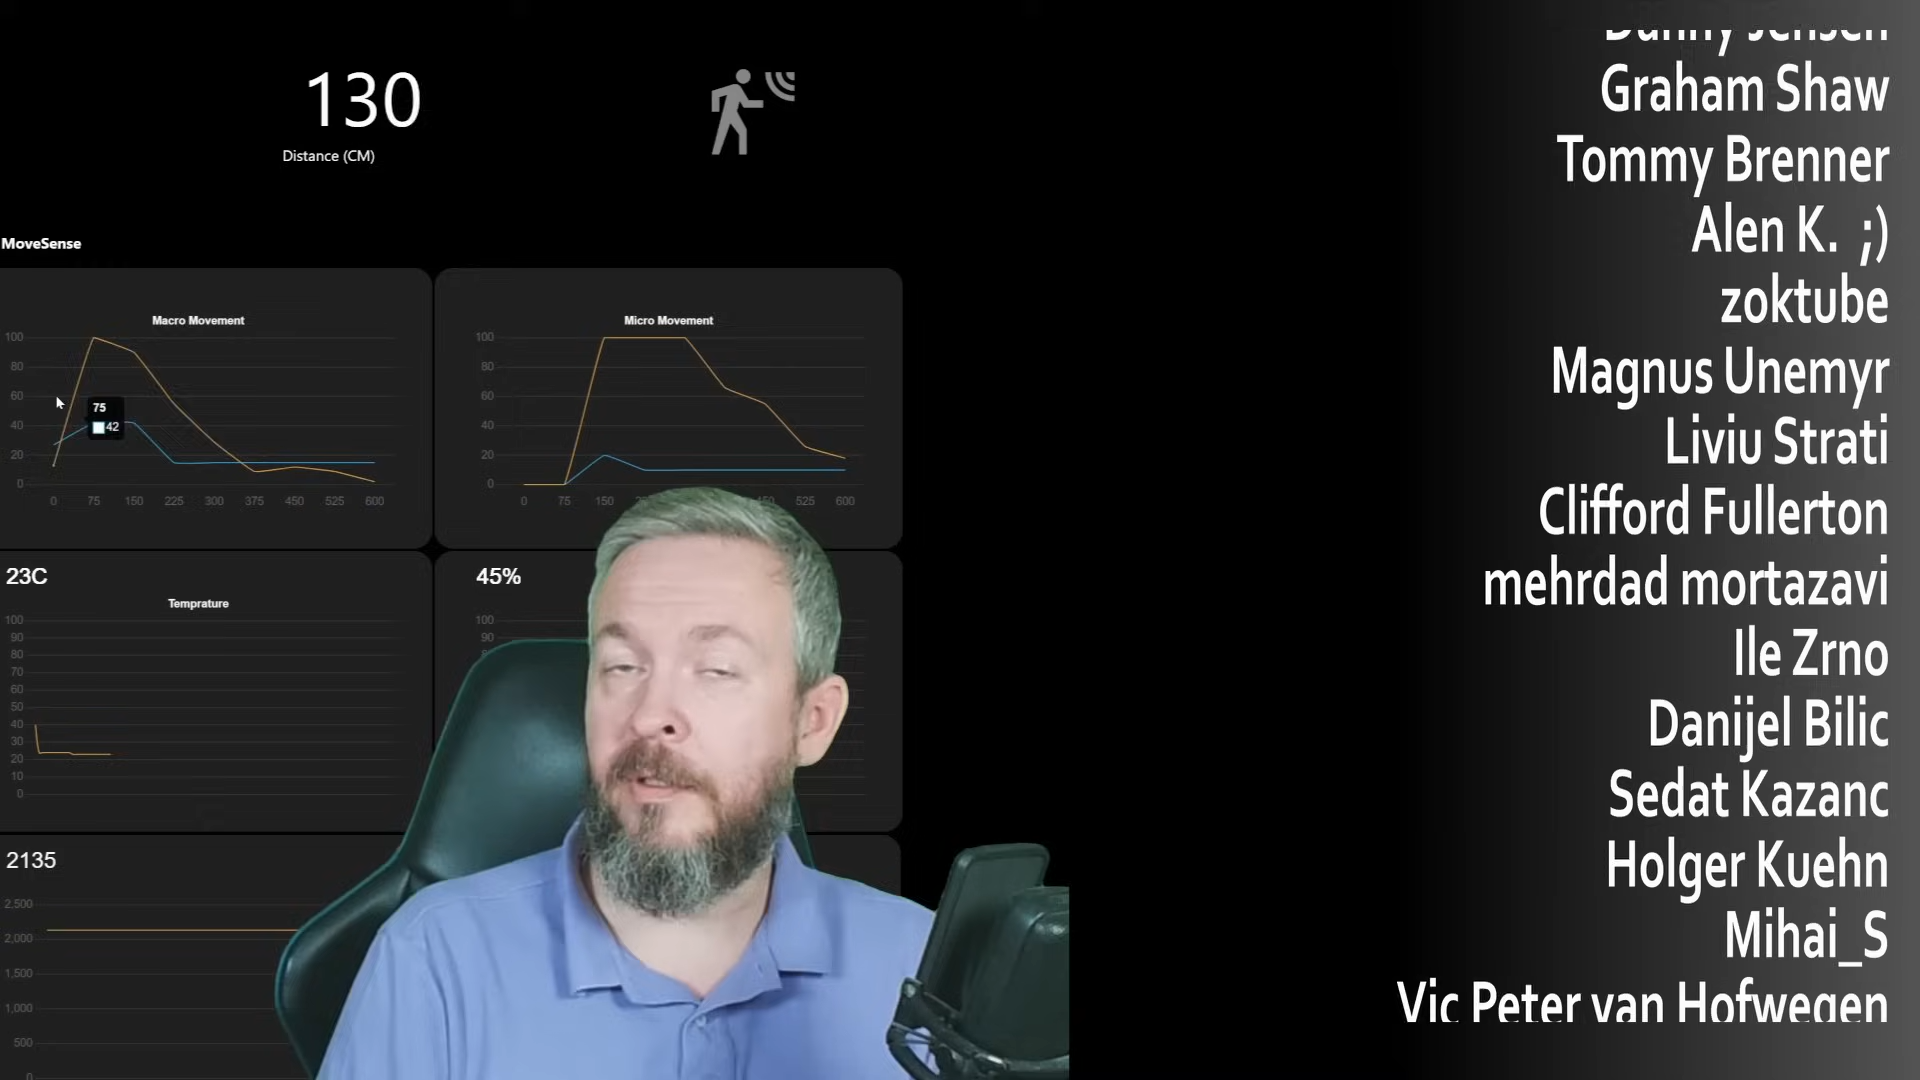 130
Distance (CM)
MoveSense
Macro Movement
100
80
60
40
20
0
0 75 150 225 300 375 450 525 600
75
42
Micro Movement
100
80
60
40
20
0
0 75 150 450 525 600
23C
Temprature
100
90
80
70
60
50
40
30
20
10
0
45%
100
90
2135
2,500
2,000
1,500
1,000
500
0
Danny Jensen
Graham Shaw
Tommy Brenner
Alen K. ;)
zoktube
Magnus Unemyr
Liviu Strati
Clifford Fullerton
mehrdad mortazavi
Ile Zrno
Danijel Bilic
Sedat Kazanc
Holger Kuehn
Mihai_S
Vic Peter van Hofwegen